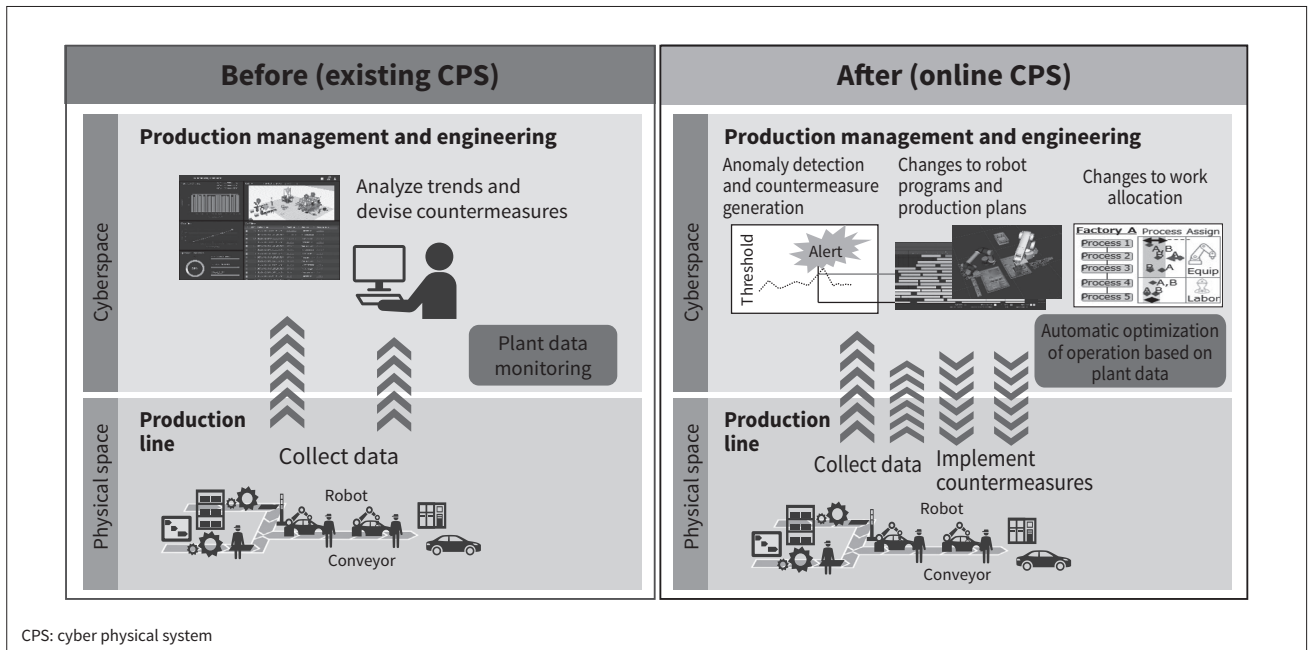 Before (existing CPS)
Cyberspace
Production management and engineering
Analyze trends and
devise countermeasures
Plant data
monitoring
Physical space
Production
line
Collect data
Robot
Conveyor
After (online CPS)
Cyberspace
Production management and engineering
Anomaly detection
and countermeasure
generation
Changes to robot
programs and
production plans
Changes to work
allocation
Threshold
Alert
Factory A Process Assign
Process 1
Process 2
Process 3
Process 4
Process 5
B
A
A
A,B
B
Equip
Labor
Automatic optimization
of operation based on
plant data
Physical space
Production
line
Collect data
Implement
countermeasures
Robot
Conveyor
CPS: cyber physical system